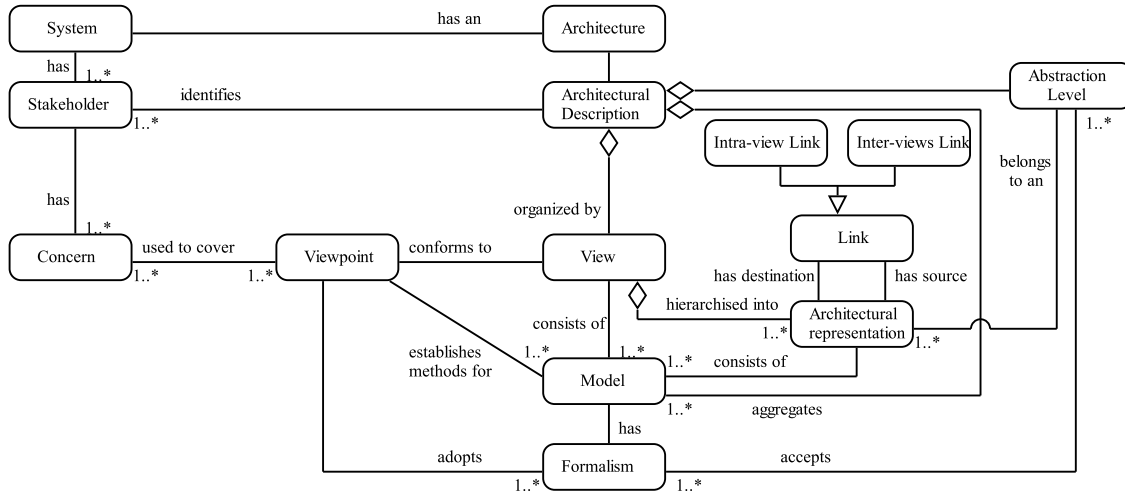 System
has an
Architecture
has
1..*
Stakeholder
1..*
identifies
Architectural
Description
Abstraction
Level
1..*
Intra-view Link
Inter-views Link
belongs
to an
has
1..*
organized by
Concern
1..*
used to cover
1..*
Viewpoint
conforms to
View
Link
has destination
has source
hierarchised into
1..*
Architectural
representation
1..*
consists of
establishes
methods for
1..*
1..*
1..*
consists of
Model
1..*
aggregates
has
adopts
1..*
Formalism
1..*
accepts